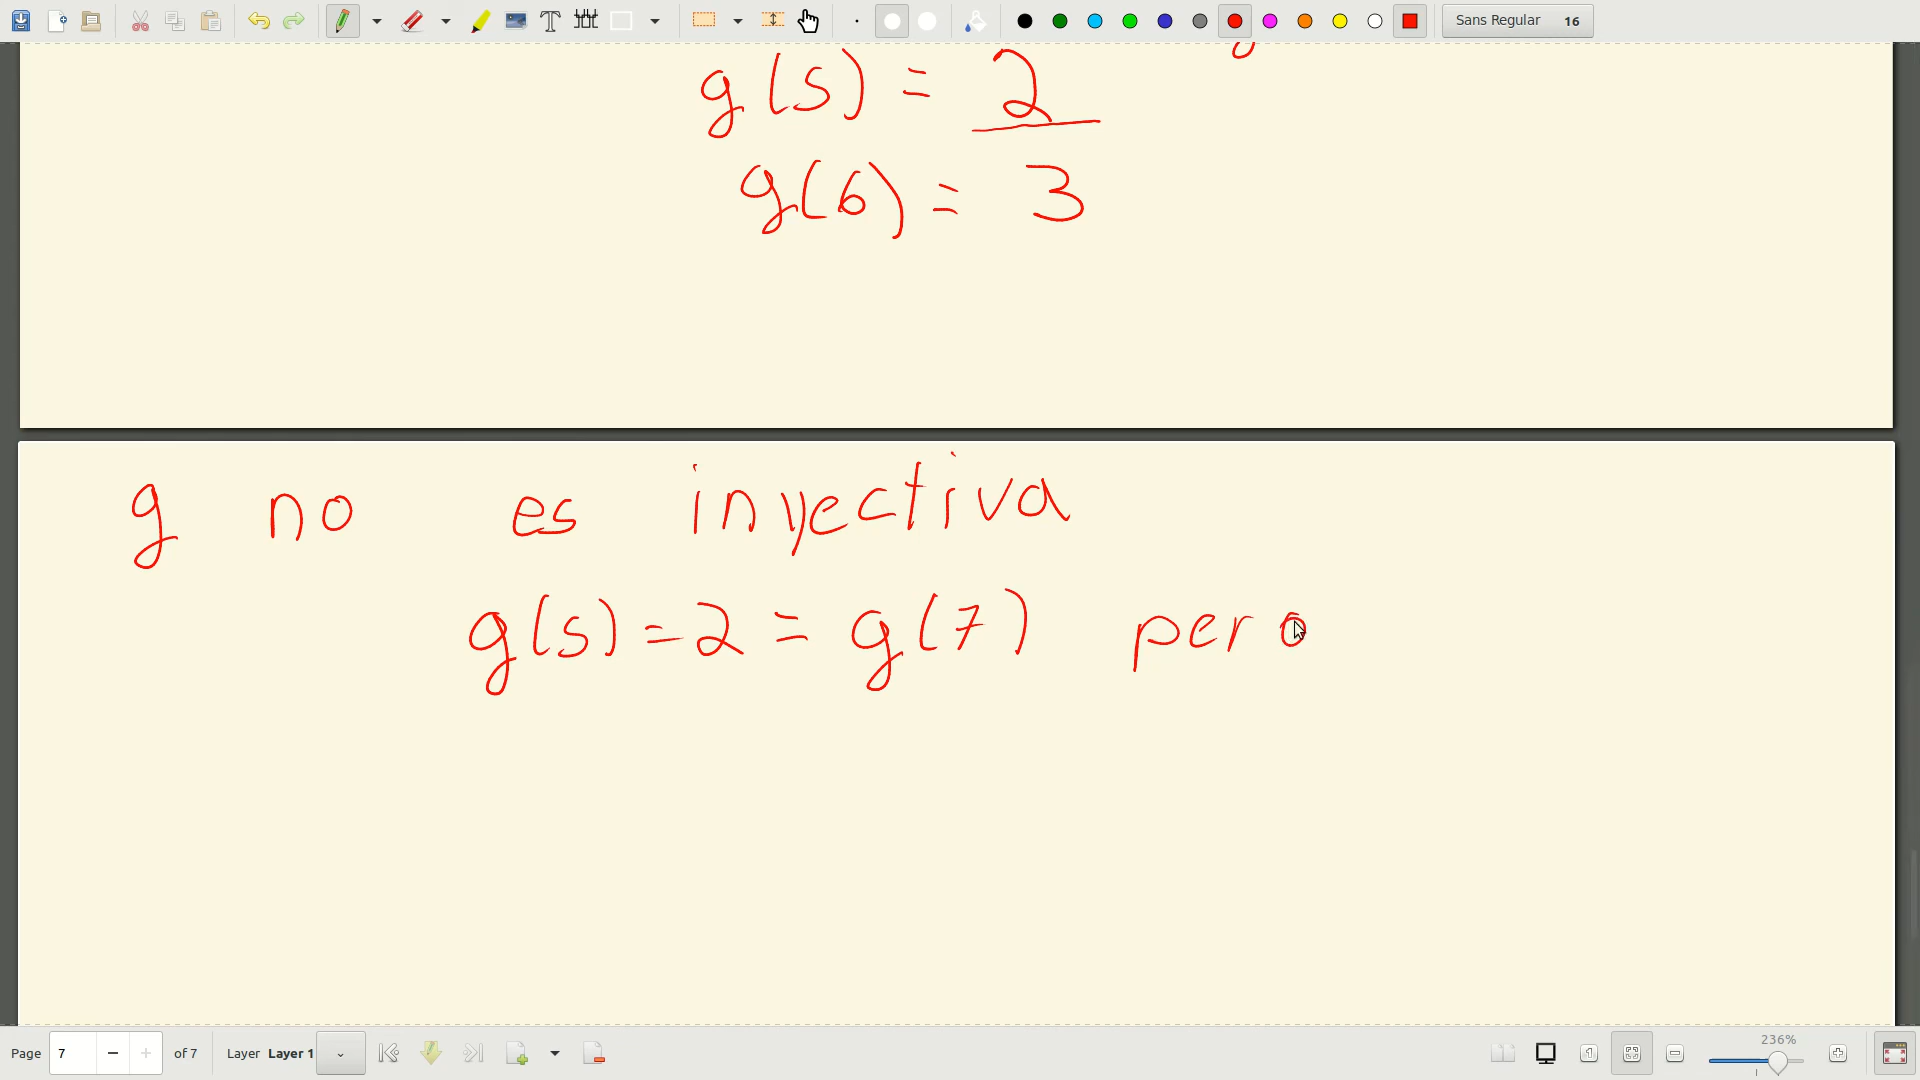 Sans Regular 16
g(5) = 2
g(6) = 3
g no es inyectiva
g(5) = 2 = g(7) pero
Page 7 of 7 Layer Layer 1 236%